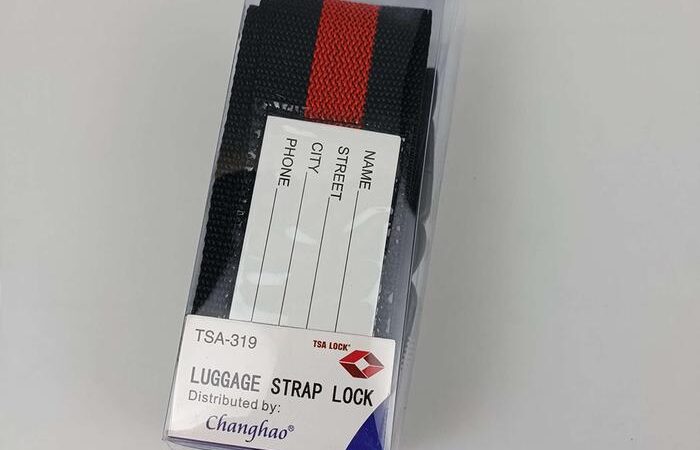 NAME
STREET
CITY
PHONE
TSA-319
TSA LOCK
LUGGAGE STRAP LOCK
Distributed by:
Changhao®